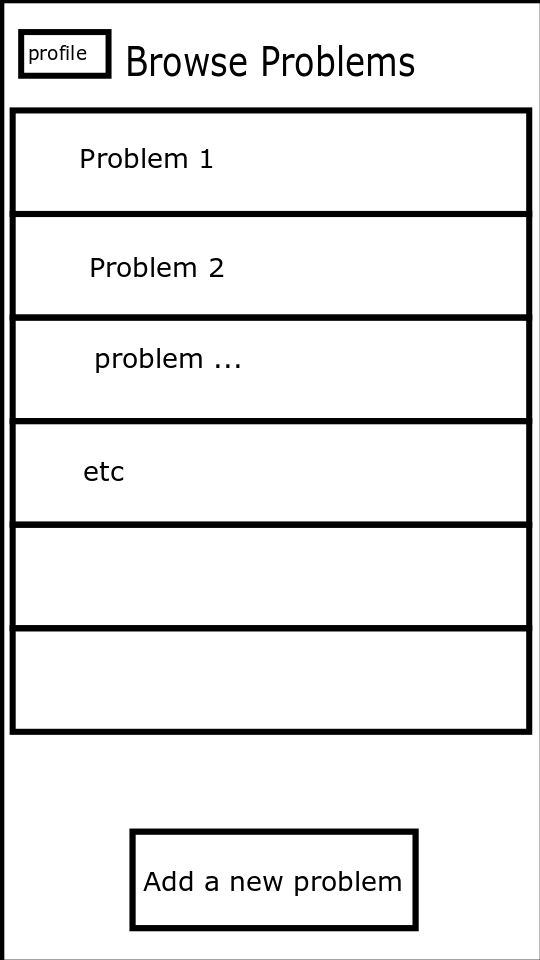 profile
Browse Problems
Problem 1
Problem 2
problem ...
etc
Add a new problem